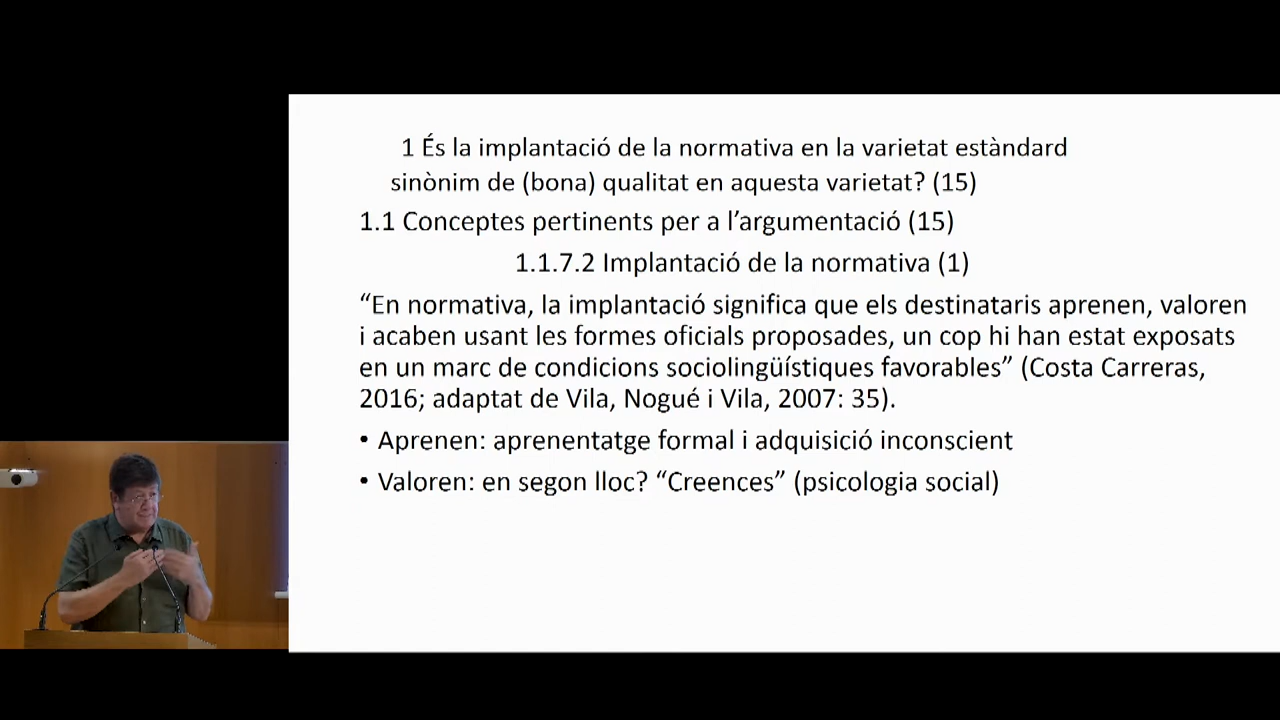 1 És la implantació de la normativa en la varietat estàndard
sinònim de (bona) qualitat en aquesta varietat? (15)
1.1 Conceptes pertinents per a l’argumentació (15)
1.1.7.2 Implantació de la normativa (1)
“En normativa, la implantació significa que els destinataris aprenen, valoren
i acaben usant les formes oficials proposades, un cop hi han estat exposats
en un marc de condicions sociolingüístiques favorables” (Costa Carreras,
2016; adaptat de Vila, Nogué i Vila, 2007: 35).
• Aprenen: aprenentatge formal i adquisició inconscient
• Valoren: en segon lloc? “Creences” (psicologia social)